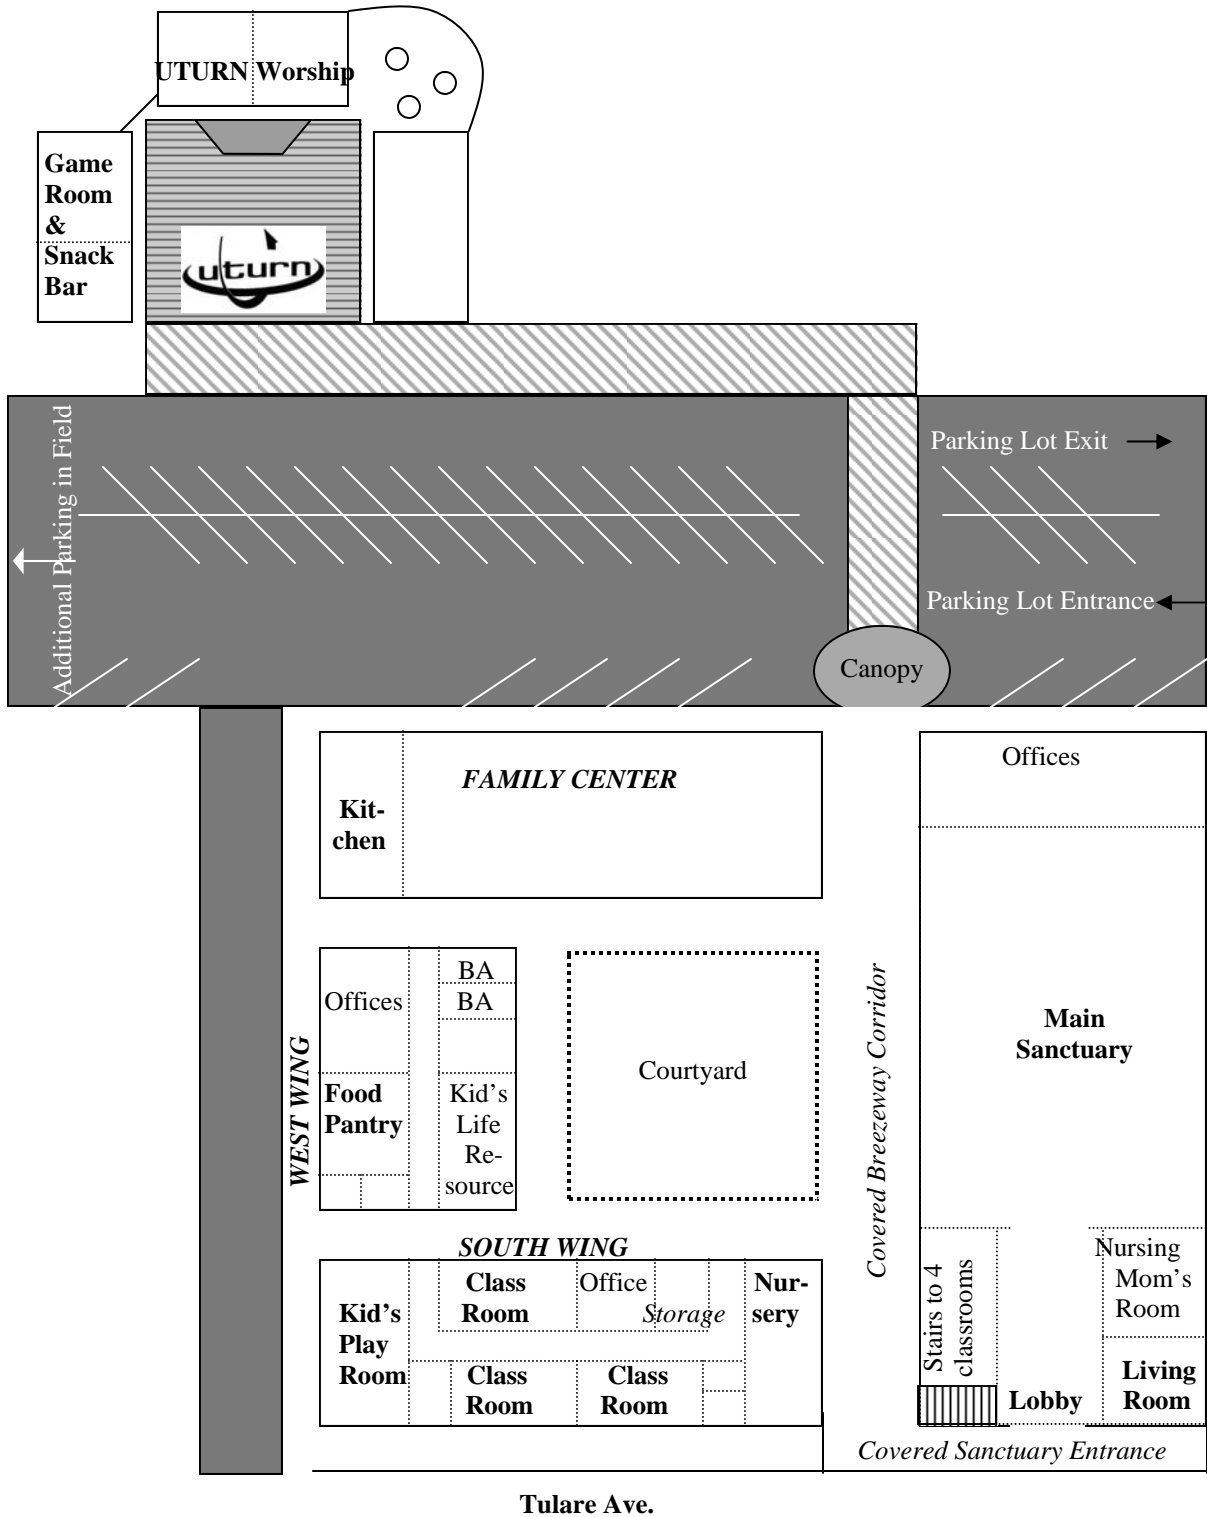 UTURN Worship
Game
Room
&
Snack
Bar
uturn
Additional Parking in Field
Parking Lot Exit
Parking Lot Entrance
Canopy
FAMILY CENTER
Kit-
chen
Offices
Main
Sanctuary
Covered Breezeway Corridor
Courtyard
WEST WING
Offices
BA
BA
Food
Pantry
Kid's
Life
Re-
source
SOUTH WING
Kid's
Play
Room
Class
Room
Office
Storage
Nur-
sery
Class
Room
Class
Room
Stairs to 4
classrooms
Nursing
Mom's
Room
Lobby
Living
Room
Covered Sanctuary Entrance
Tulare Ave.